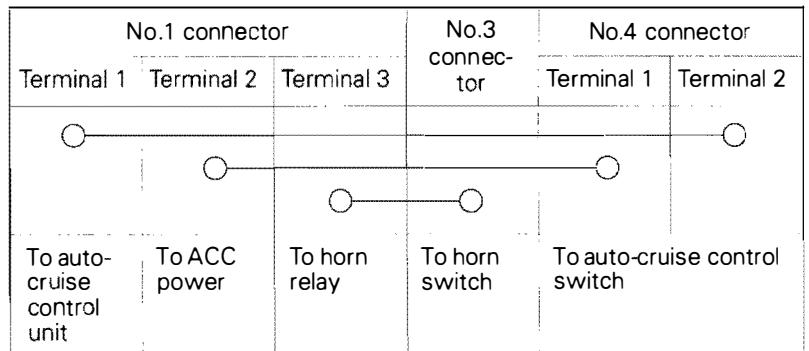 No.1 connector
No.3 connec-
tor
No.4 connector
Terminal 1
Terminal 2
Terminal 3
Terminal 1
Terminal 2
To auto-
cruise
control
unit
To ACC
power
To horn
relay
To horn
switch
To auto-cruise control
switch